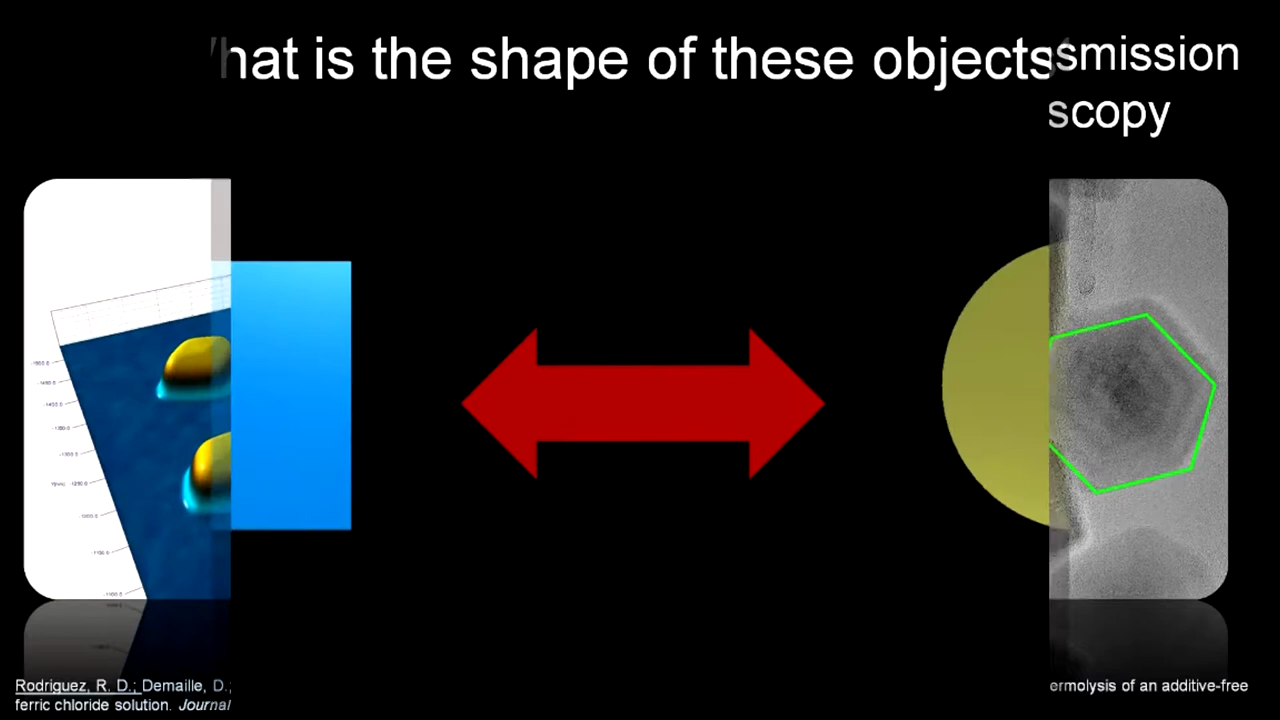 hat is the shape of these objects
smission
scopy
Rodriguez, R. D.; Demaille, D.;
ermolysis of an additive-free
ferric chloride solution. Journal